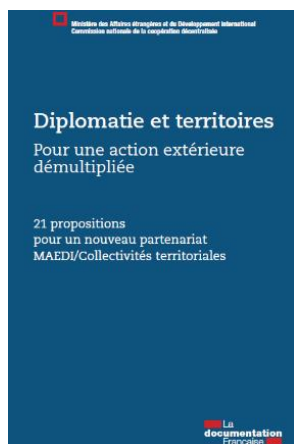 Ministère des Affaires étrangères et du Développement International
Commission nationale de la coopération décentralisée
Diplomatie et territoires
Pour une action extérieure
démultipliée
21 propositions
pour un nouveau partenariat
MAEDI/Collectivités territoriales
La
documentation
Française